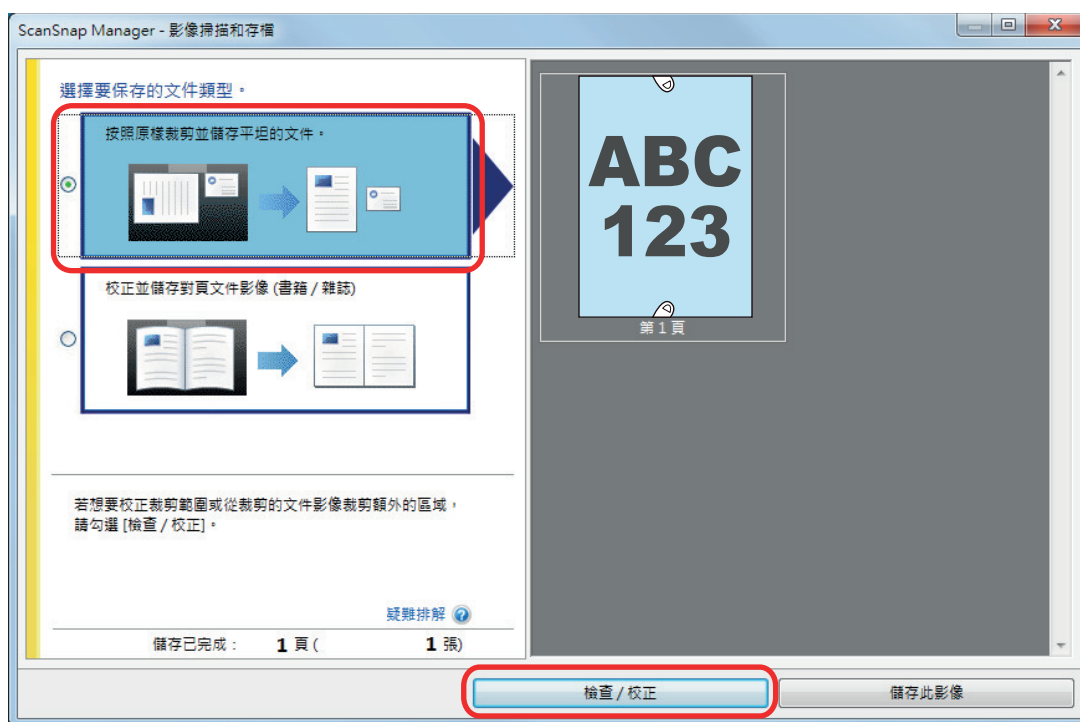 ScanSnap Manager - 影像掃描和存檔
選擇要保存的文件類型。
按照原樣裁剪並儲存平坦的文件。
校正並儲存對頁文件影像 (書籍 / 雜誌)
若想要校正裁剪範圍或從裁剪的文件影像裁剪額外的區域，
請勾選 [檢查 / 校正]。
疑難排解
儲存已完成： 1 頁 ( 1 張)
ABC
123
第 1 頁
檢查 / 校正
儲存此影像